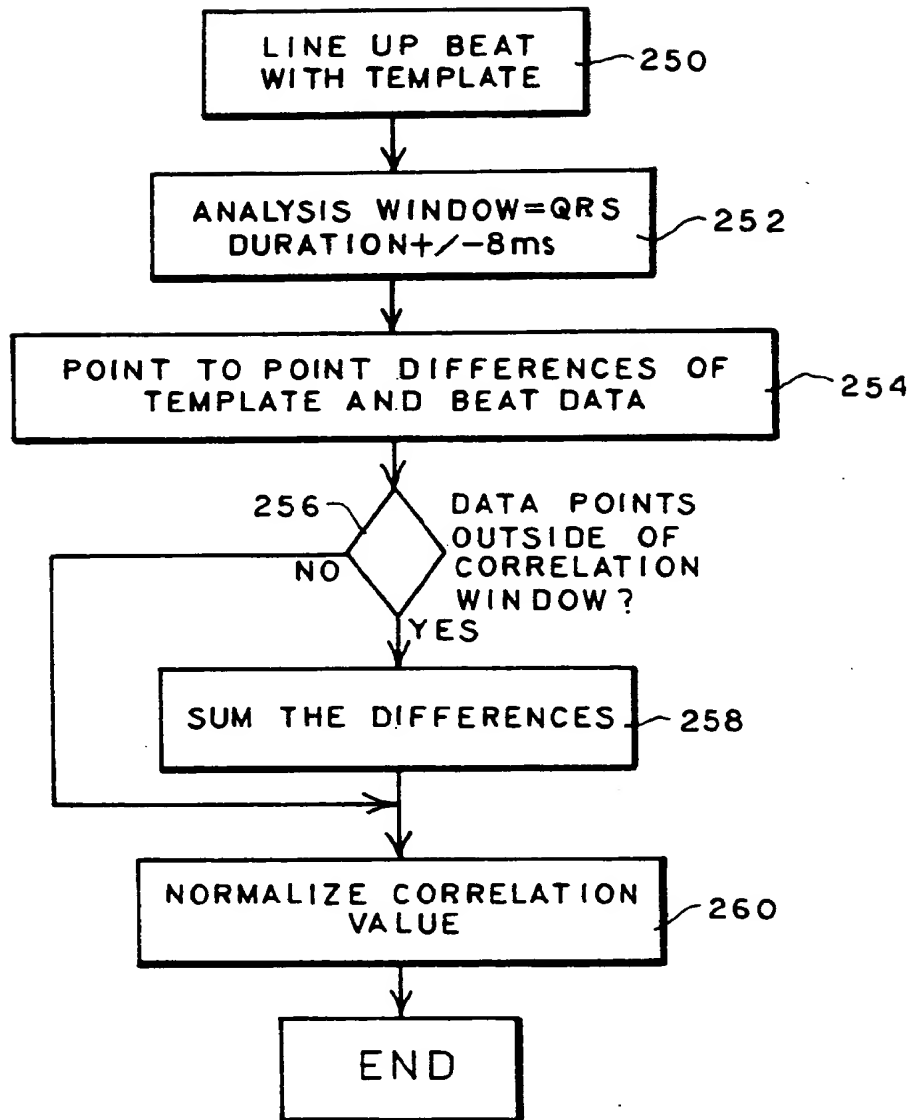 LINE UP BEAT
WITH TEMPLATE
250
ANALYSIS WINDOW=QRS
DURATION+/-8ms
252
POINT TO POINT DIFFERENCES OF
TEMPLATE AND BEAT DATA
254
256
DATA POINTS
OUTSIDE OF
CORRELATION
WINDOW?
NO
YES
SUM THE DIFFERENCES
258
NORMALIZE CORRELATION
VALUE
260
END